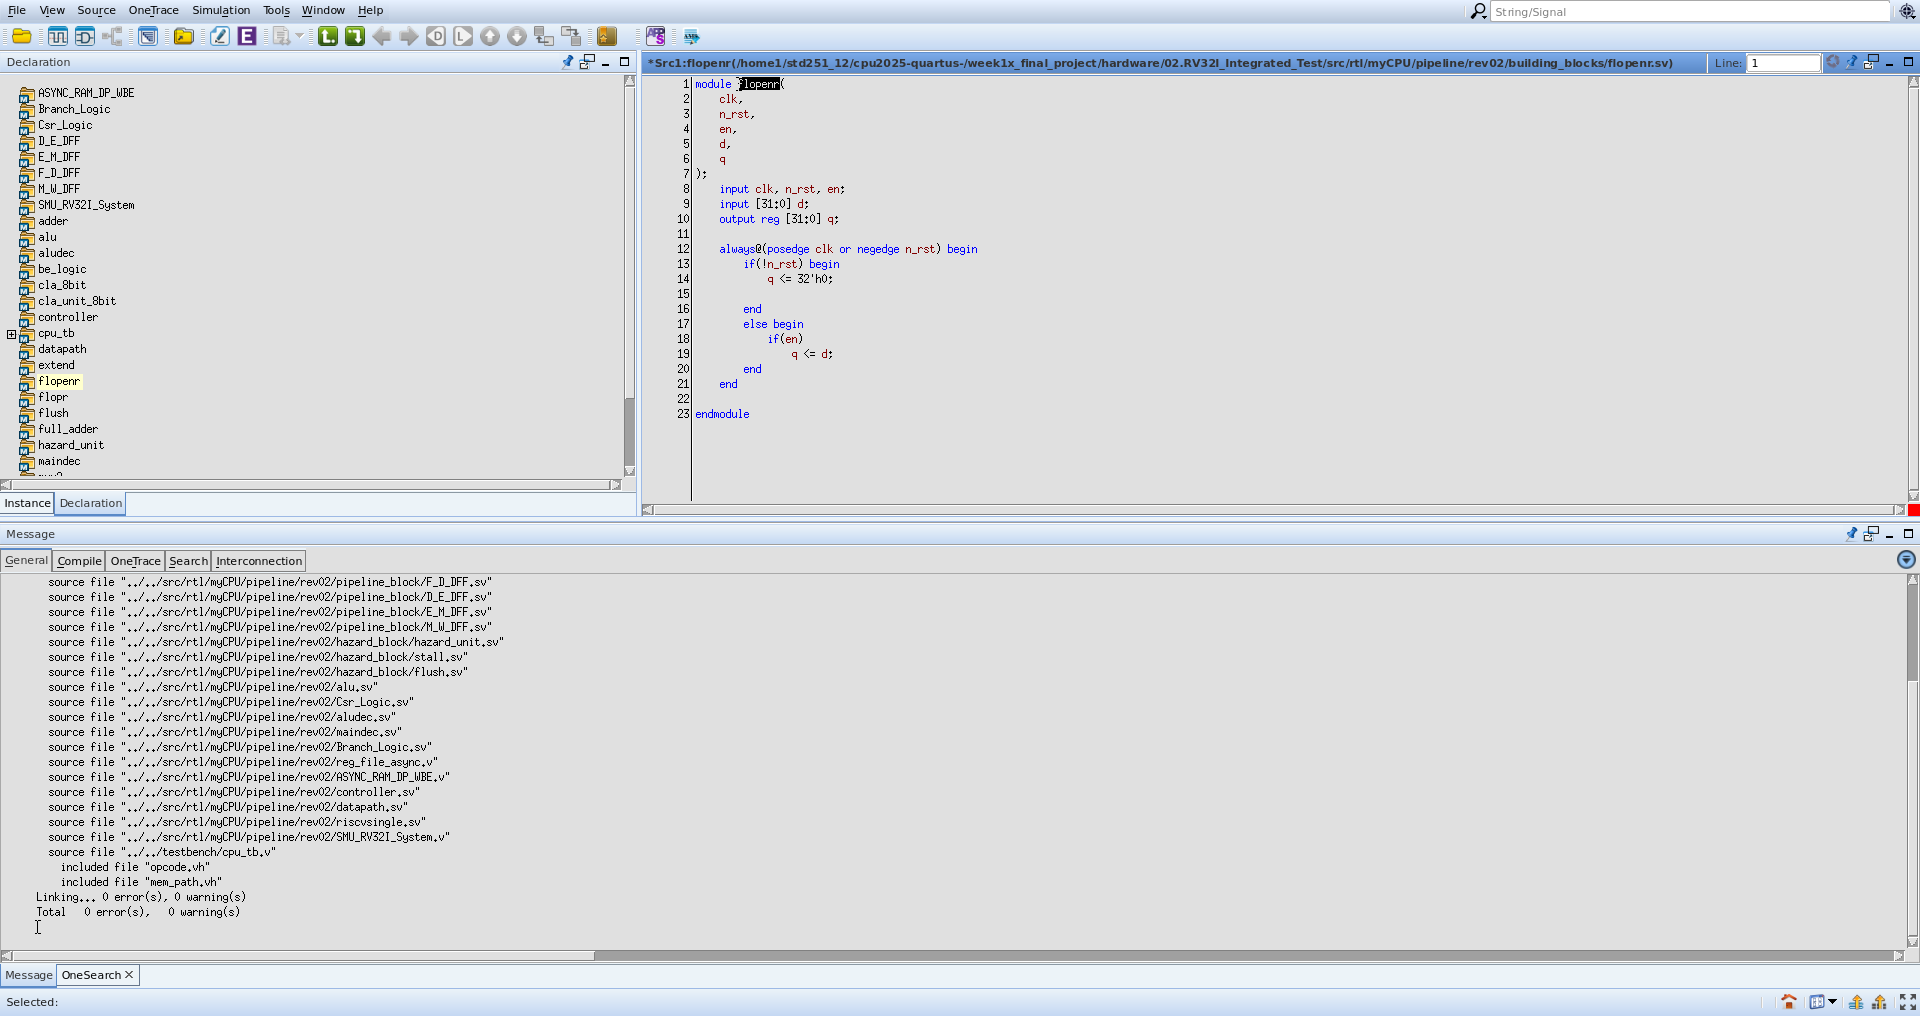 File View Source OneTrace Simulation Tools Window Help
String/Signal
Declaration
ASYNC_RAM_DP_WBE
Branch_Logic
Csr_Logic
D_E_DFF
E_M_DFF
F_D_DFF
M_W_DFF
SMU_RV32I_System
adder
alu
aludec
be_logic
cla_8bit
cla_unit_8bit
controller
cpu_tb
datapath
extend
flopenr
flopr
flush
full_adder
hazard_unit
maindec
Instance Declaration
*Src1:flopenr(/home1/std251_12/cpu2025-quartus-/week1x_final_project/hardware/02.RV32I_Integrated_Test/src/rtl/myCPU/pipeline/rev02/building_blocks/flopenr.sv) Line: 1
1 module flopenr(
2 clk,
3 n_rst,
4 en,
5 d,
6 q
7 );
8 input clk, n_rst, en;
9 input [31:0] d;
10 output reg [31:0] q;
11
12 always@(posedge clk or negedge n_rst) begin
13 if(!n_rst) begin
14 q <= 32'h0;
15
16 end
17 else begin
18 if(en)
19 q <= d;
20 end
21 end
22
23 endmodule
Message
General Compile OneTrace Search Interconnection
source file "../../src/rtl/myCPU/pipeline/rev02/pipeline_block/F_D_DFF.sv"
source file "../../src/rtl/myCPU/pipeline/rev02/pipeline_block/D_E_DFF.sv"
source file "../../src/rtl/myCPU/pipeline/rev02/pipeline_block/E_M_DFF.sv"
source file "../../src/rtl/myCPU/pipeline/rev02/pipeline_block/M_W_DFF.sv"
source file "../../src/rtl/myCPU/pipeline/rev02/hazard_block/hazard_unit.sv"
source file "../../src/rtl/myCPU/pipeline/rev02/hazard_block/stall.sv"
source file "../../src/rtl/myCPU/pipeline/rev02/hazard_block/flush.sv"
source file "../../src/rtl/myCPU/pipeline/rev02/alu.sv"
source file "../../src/rtl/myCPU/pipeline/rev02/Csr_Logic.sv"
source file "../../src/rtl/myCPU/pipeline/rev02/aludec.sv"
source file "../../src/rtl/myCPU/pipeline/rev02/maindec.sv"
source file "../../src/rtl/myCPU/pipeline/rev02/Branch_Logic.sv"
source file "../../src/rtl/myCPU/pipeline/rev02/reg_file_async.v"
source file "../../src/rtl/myCPU/pipeline/rev02/ASYNC_RAM_DP_WBE.v"
source file "../../src/rtl/myCPU/pipeline/rev02/controller.sv"
source file "../../src/rtl/myCPU/pipeline/rev02/datapath.sv"
source file "../../src/rtl/myCPU/pipeline/rev02/riscvsingle.sv"
source file "../../src/rtl/myCPU/pipeline/rev02/SMU_RV32I_System.v"
source file "../../testbench/cpu_tb.v"
included file "opcode.vh"
included file "mem_path.vh"
Linking... 0 error(s), 0 warning(s)
Total 0 error(s), 0 warning(s)
Message OneSearch
Selected: